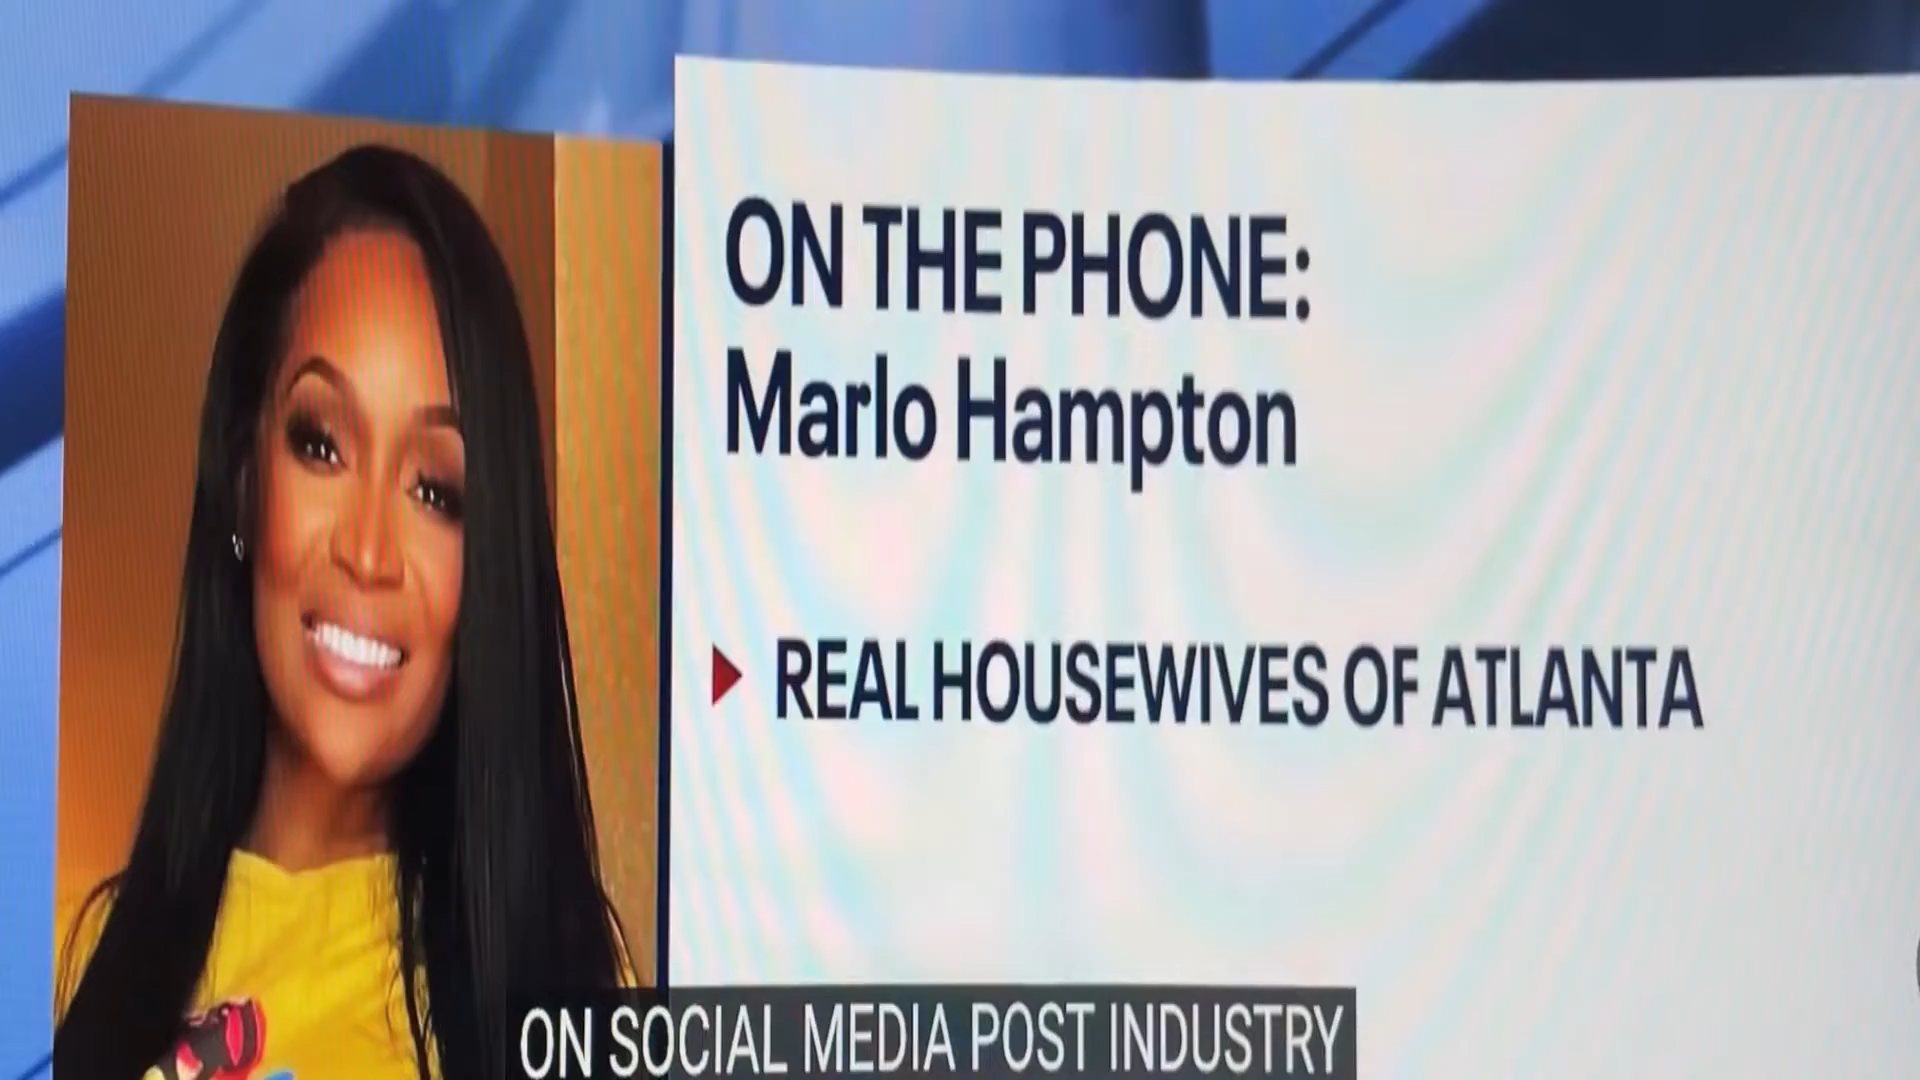 ON THE PHONE:
Marlo Hampton
REAL HOUSEWIVES OF ATLANTA
ON SOCIAL MEDIA POST INDUSTRY